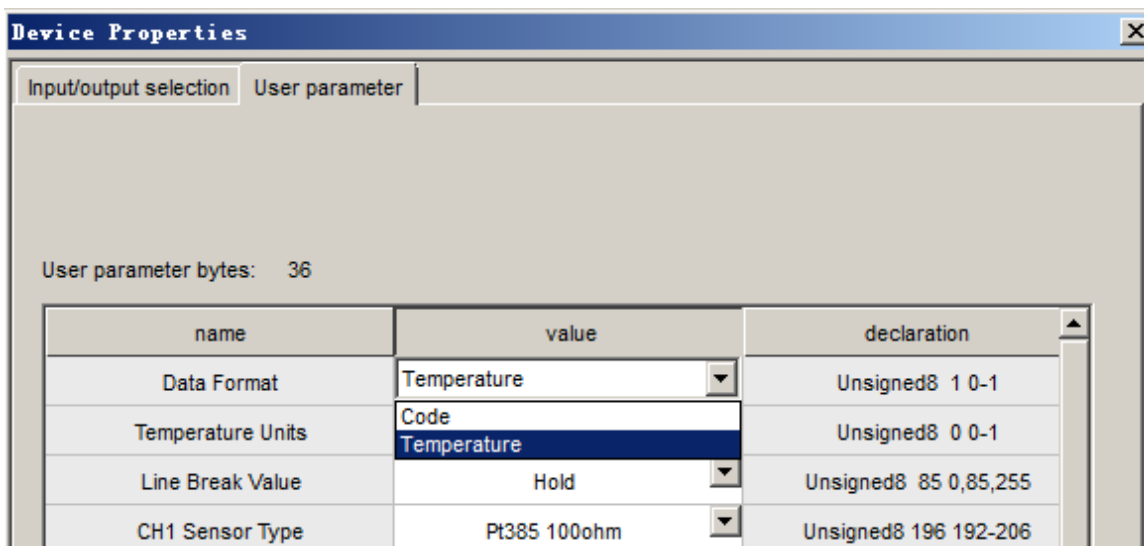 Device Properties
Input/output selection User parameter
User parameter bytes: 36
name value declaration
Data Format Temperature Unsigned8 1 0-1
Code
Temperature Units Unsigned8 0 0-1
Temperature
Line Break Value Hold Unsigned8 85 0,85,255
CH1 Sensor Type Pt385 100ohm Unsigned8 196 192-206